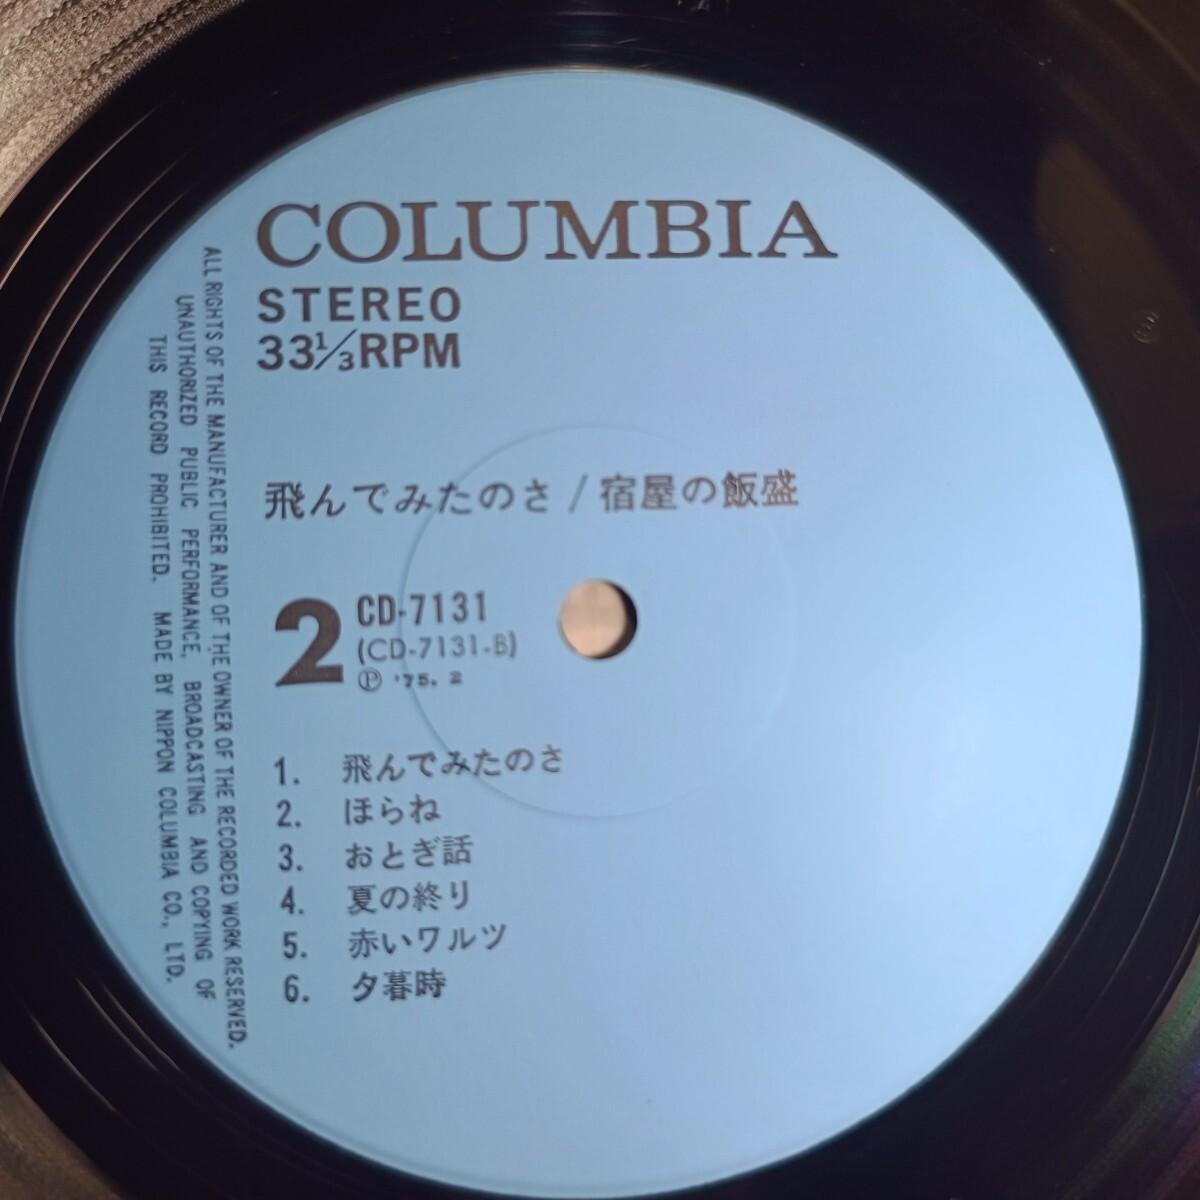 COLUMBIA
STEREO
33⅓RPM
飛んでみたのさ / 宿屋の飯盛
2
CD-7131
(CD-7131-B)
Ⓟ '75. 2
1. 飛んでみたのさ
2. ほらね
3. おとぎ話
4. 夏の終り
5. 赤いワルツ
6. 夕暮時
ALL RIGHTS OF THE MANUFACTURER AND OF THE OWNER OF THE RECORDED WORK RESERVED.
UNAUTHORIZED PUBLIC PERFORMANCE, BROADCASTING AND COPYING OF
THIS RECORD PROHIBITED. MADE BY NIPPON COLUMBIA CO., LTD.